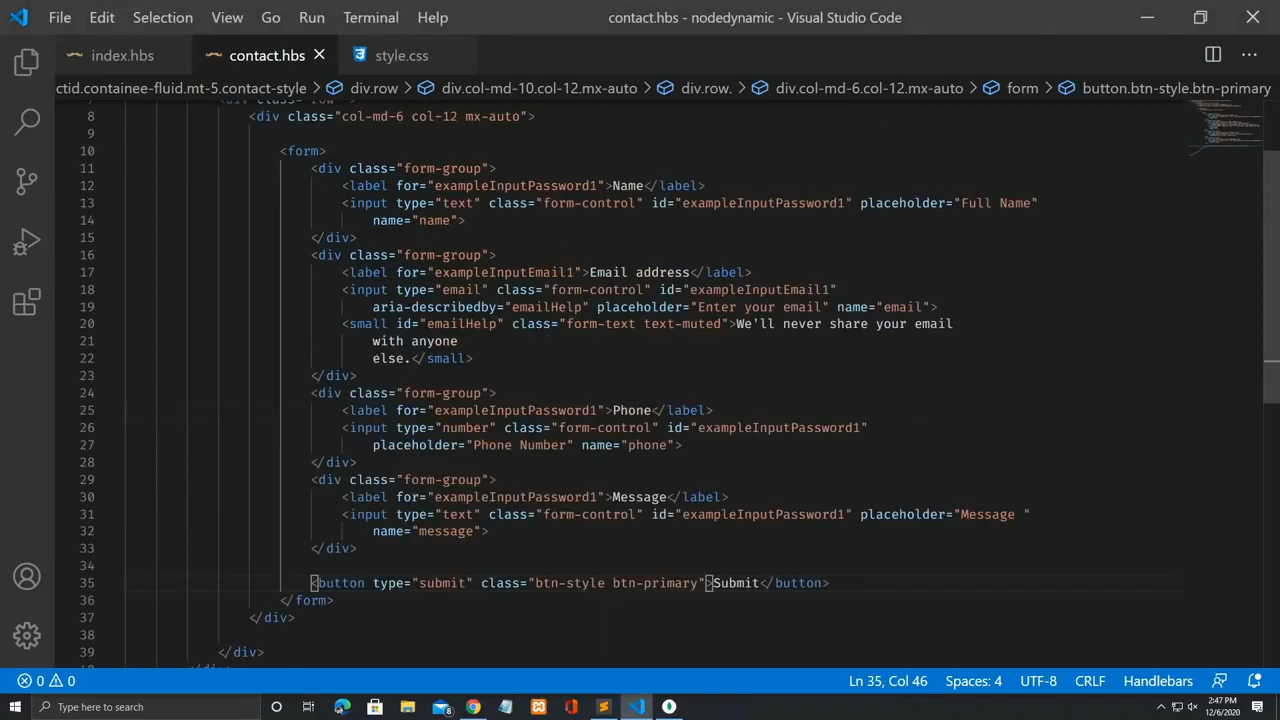 File Edit Selection View Go Run Terminal Help contact.hbs - nodedynamic - Visual Studio Code
index.hbs contact.hbs style.css
ctid.containee-fluid.mt-5.contact-style > div.row > div.col-md-10.col-12.mx-auto > div.row. > div.col-md-6.col-12.mx-auto > form > button.btn-style.btn-primary
7 <div class="row">
8 <div class="col-md-6 col-12 mx-auto">
9
10 <form>
11 <div class="form-group">
12 <label for="exampleInputPassword1">Name</label>
13 <input type="text" class="form-control" id="exampleInputPassword1" placeholder="Full Name"
14 name="name">
15 </div>
16 <div class="form-group">
17 <label for="exampleInputEmail1">Email address</label>
18 <input type="email" class="form-control" id="exampleInputEmail1"
19 aria-describedby="emailHelp" placeholder="Enter your email" name="email">
20 <small id="emailHelp" class="form-text text-muted">We'll never share your email
21 with anyone
22 else.</small>
23 </div>
24 <div class="form-group">
25 <label for="exampleInputPassword1">Phone</label>
26 <input type="number" class="form-control" id="exampleInputPassword1"
27 placeholder="Phone Number" name="phone">
28 </div>
29 <div class="form-group">
30 <label for="exampleInputPassword1">Message</label>
31 <input type="text" class="form-control" id="exampleInputPassword1" placeholder="Message "
32 name="message">
33 </div>
34
35 <button type="submit" class="btn-style btn-primary">Submit</button>
36 </form>
37 </div>
38
39 </div>
40 </div>
0 0 Ln 35, Col 46 Spaces: 4 UTF-8 CRLF Handlebars
Type here to search 8 2:47 PM
12/6/2020